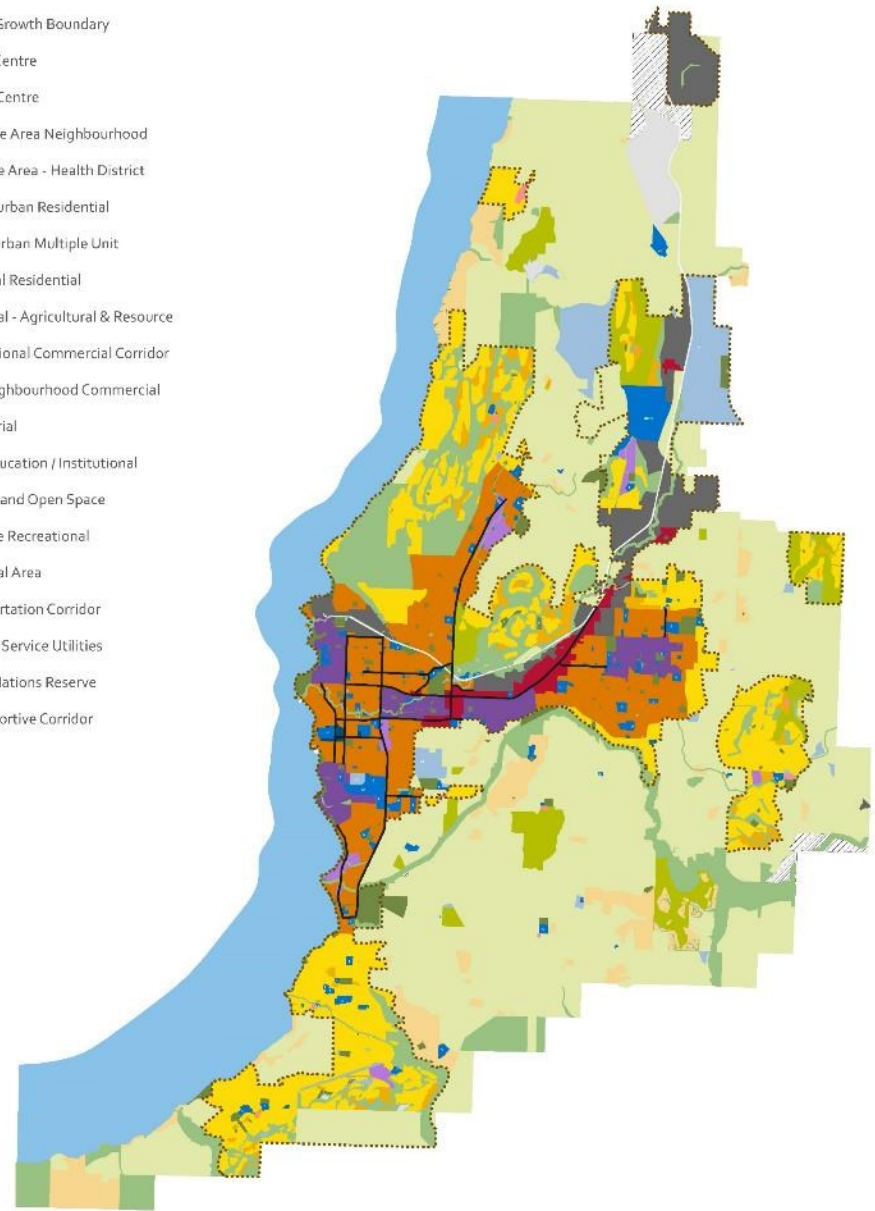 Growth Boundary
Centre
Centre
e Area Neighbourhood
e Area - Health District
urban Residential
urban Multiple Unit
al Residential
al - Agricultural & Resource
ional Commercial Corridor
ghbourhood Commercial
rial
ucation / Institutional
and Open Space
e Recreational
al Area
rtation Corridor
Service Utilities
Nations Reserve
ortive Corridor